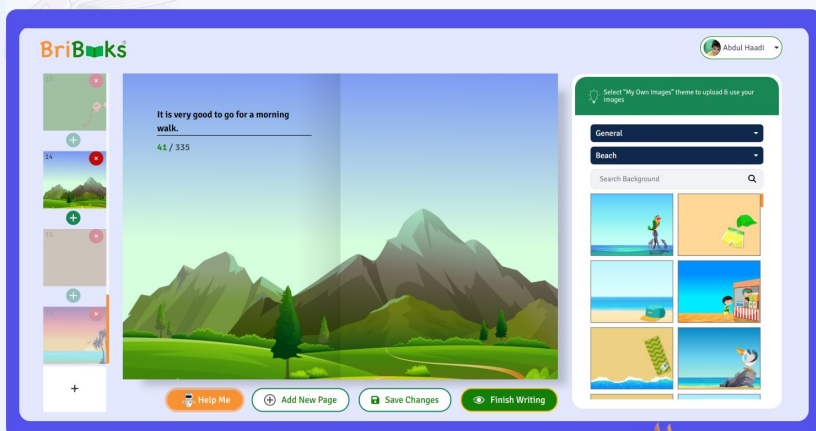 BriBooks
Abdul Haadi
13
14
15
It is very good to go for a morning
walk.
41 / 335
Select "My Own Images" theme to upload & use your
images
General
Beach
Search Background
Help Me
Add New Page
Save Changes
Finish Writing